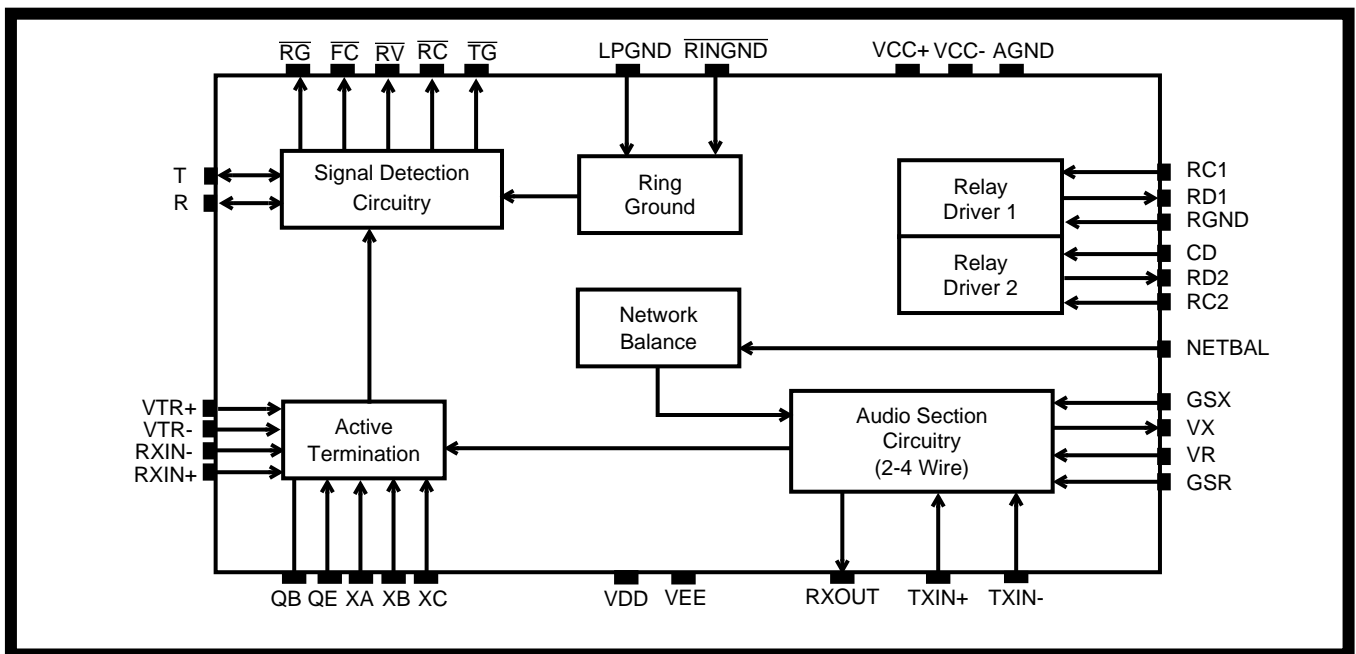 RG FC RV RC TG LPGND RINGND VCC+ VCC- AGND
T
R
Signal Detection
Circuitry
Ring
Ground
Relay
Driver 1
Relay
Driver 2
RC1
RD1
RGND
CD
RD2
RC2
Network
Balance
NETBAL
VTR+
VTR-
RXIN-
RXIN+
Active
Termination
Audio Section
Circuitry
(2-4 Wire)
GSX
VX
VR
GSR
QB QE XA XB XC VDD VEE RXOUT TXIN+ TXIN-